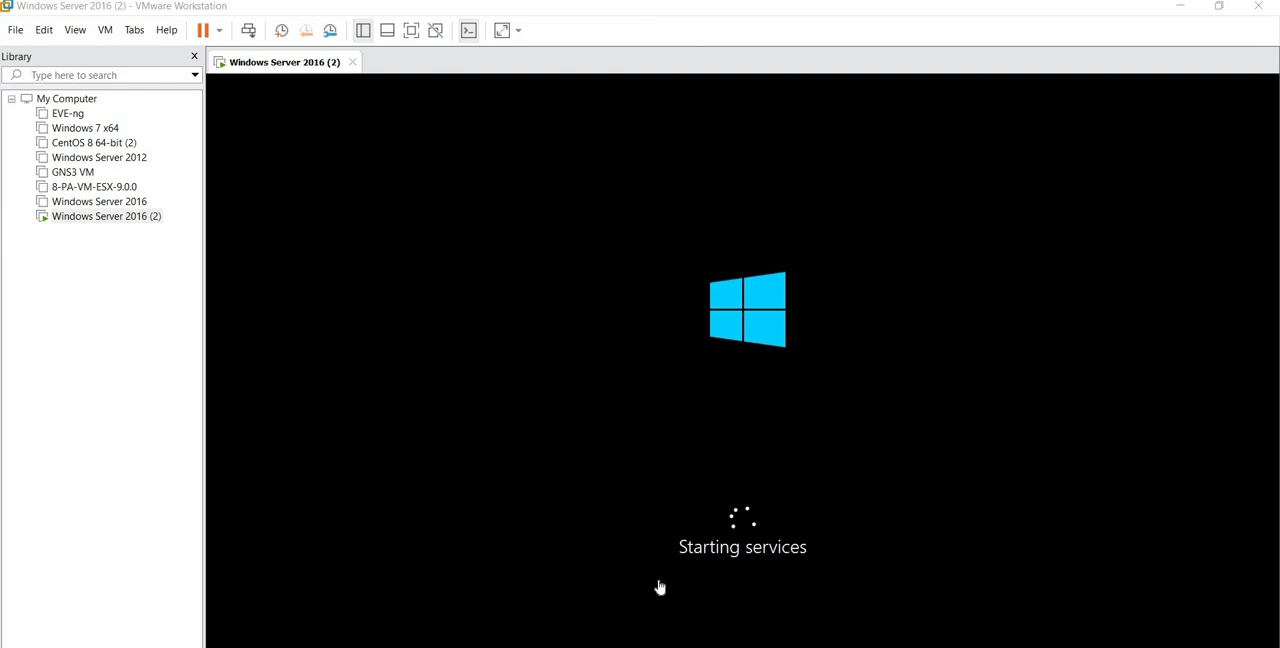 Windows Server 2016 (2) - VMware Workstation
File Edit View VM Tabs Help
Library
Windows Server 2016 (2)
Type here to search
My Computer
EVE-ng
Windows 7 x64
CentOS 8 64-bit (2)
Windows Server 2012
GNS3 VM
8-PA-VM-ESX-9.0.0
Windows Server 2016
Windows Server 2016 (2)
Starting services